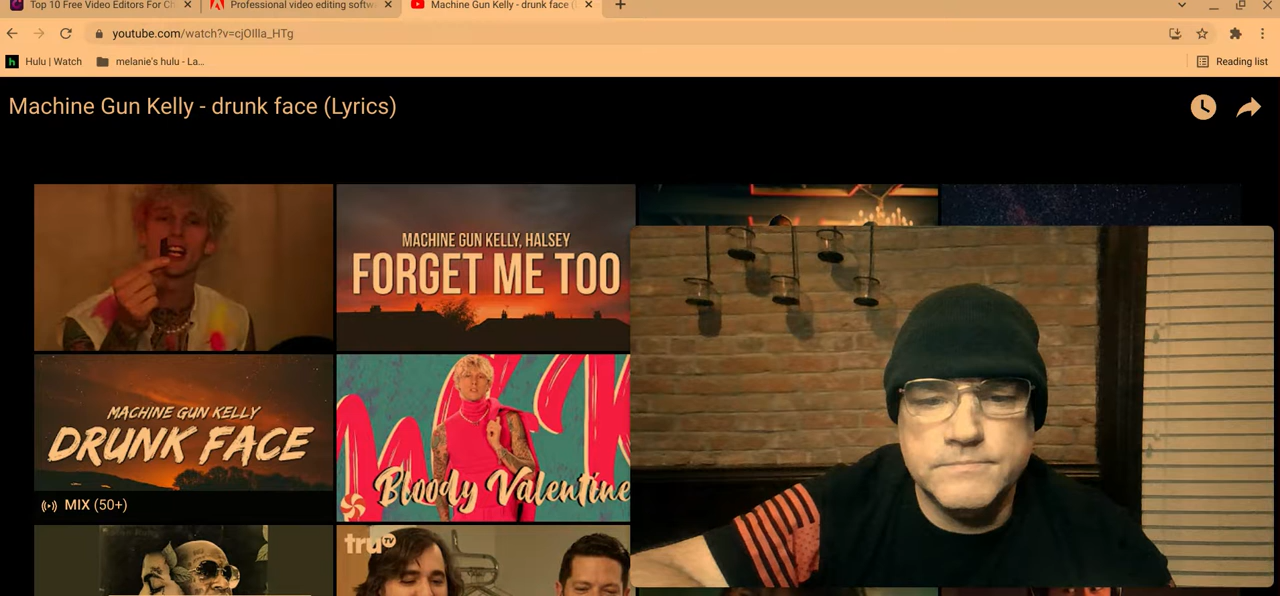 Top 10 Free Video Editors For Ch
Professional video editing softw
Machine Gun Kelly - drunk face (
youtube.com/watch?v=cjOIlla_HTg
h Hulu | Watch
melanie's hulu - La...
Reading list
Machine Gun Kelly - drunk face (Lyrics)
MACHINE GUN KELLY, HALSEY
FORGET ME TOO
MACHINE GUN KELLY
DRUNK FACE
MIX (50+)
Bloody Valentine
truTV